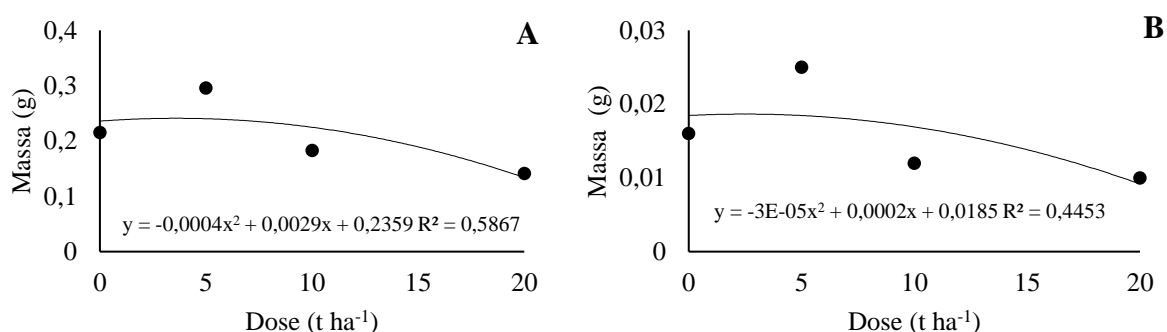 A
Massa (g)
0,4
0,3
0,2
0,1
0
y = -0,0004x² + 0,0029x + 0,2359 R² = 0,5867
0 5 10 15 20
Dose (t ha⁻¹)
B
Massa (g)
0,03
0,02
0,01
0
y = -3E-05x² + 0,0002x + 0,0185 R² = 0,4453
0 5 10 15 20
Dose (t ha⁻¹)